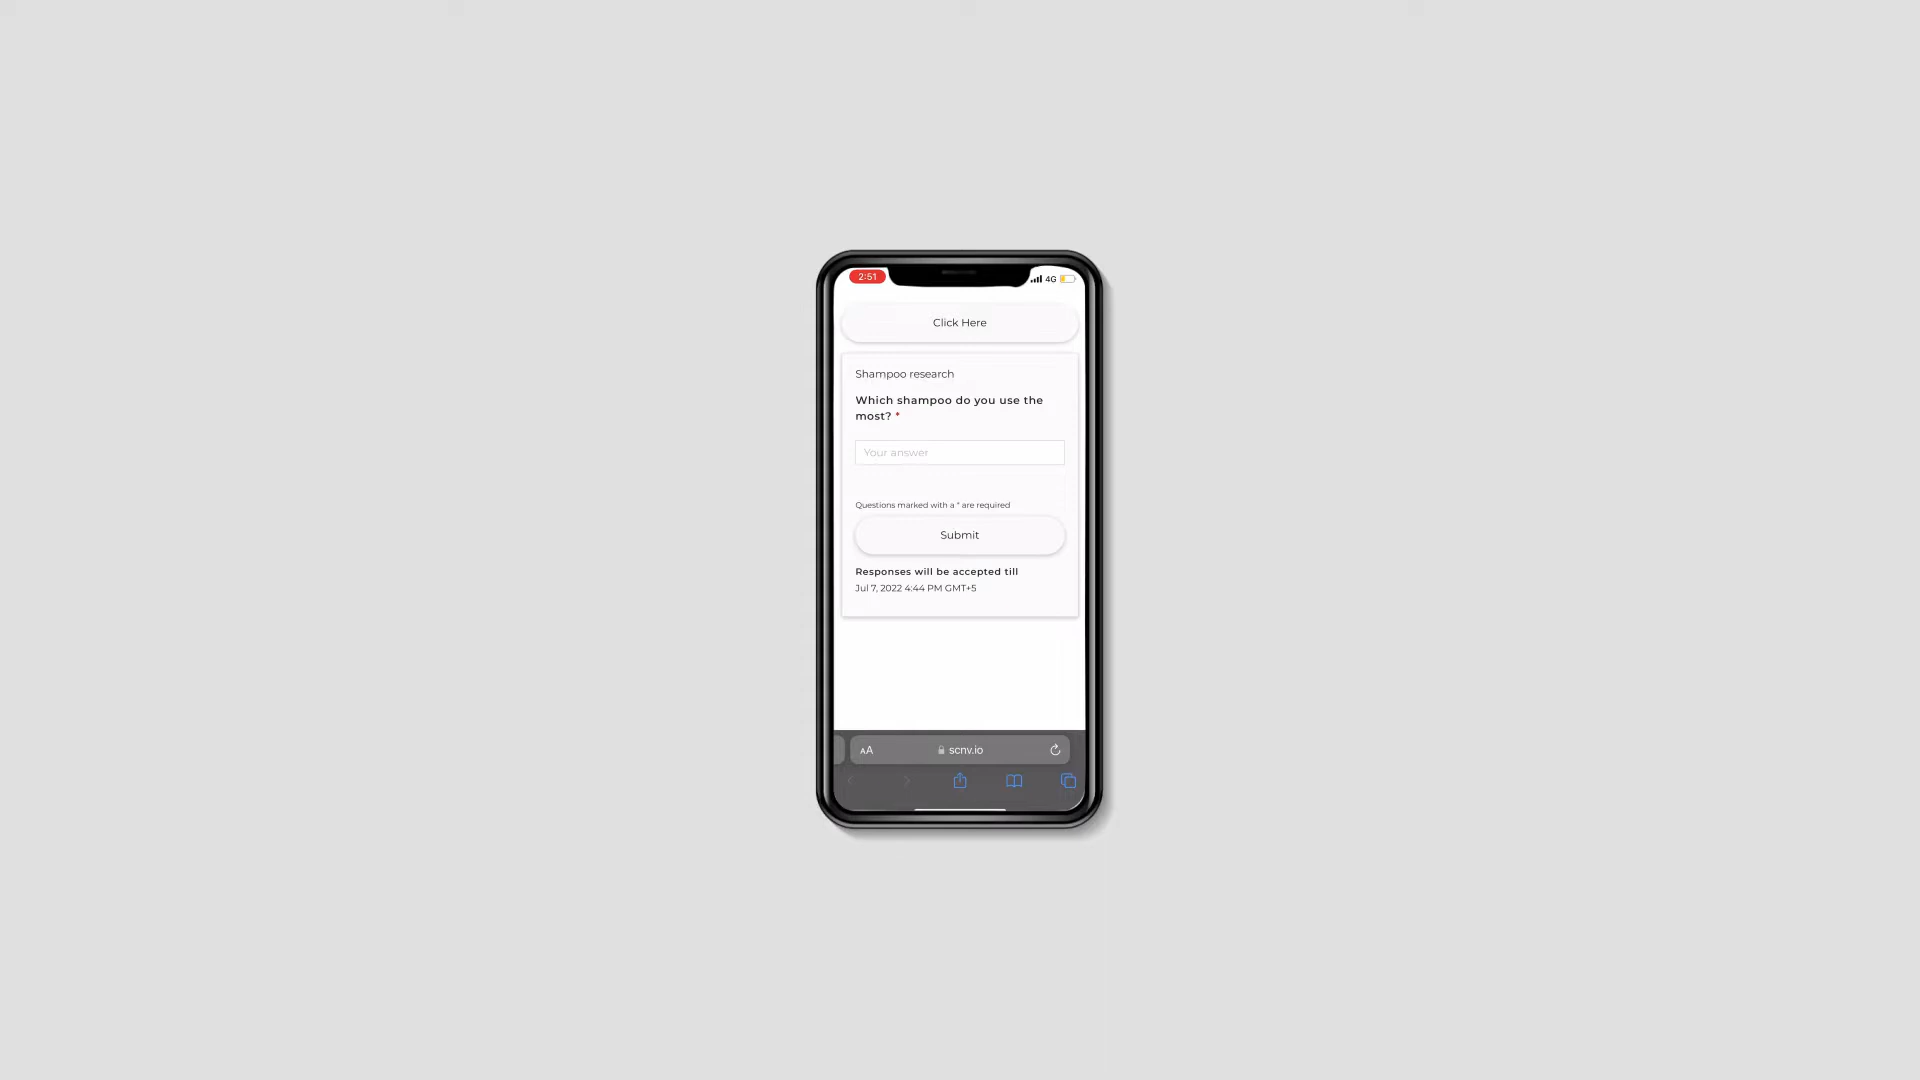 2:51
4G
Click Here
Shampoo research
Which shampoo do you use the
most? *
Your answer
Questions marked with a * are required
Submit
Responses will be accepted till
Jul 7, 2022 4:44 PM GMT+5
AA
scnv.io